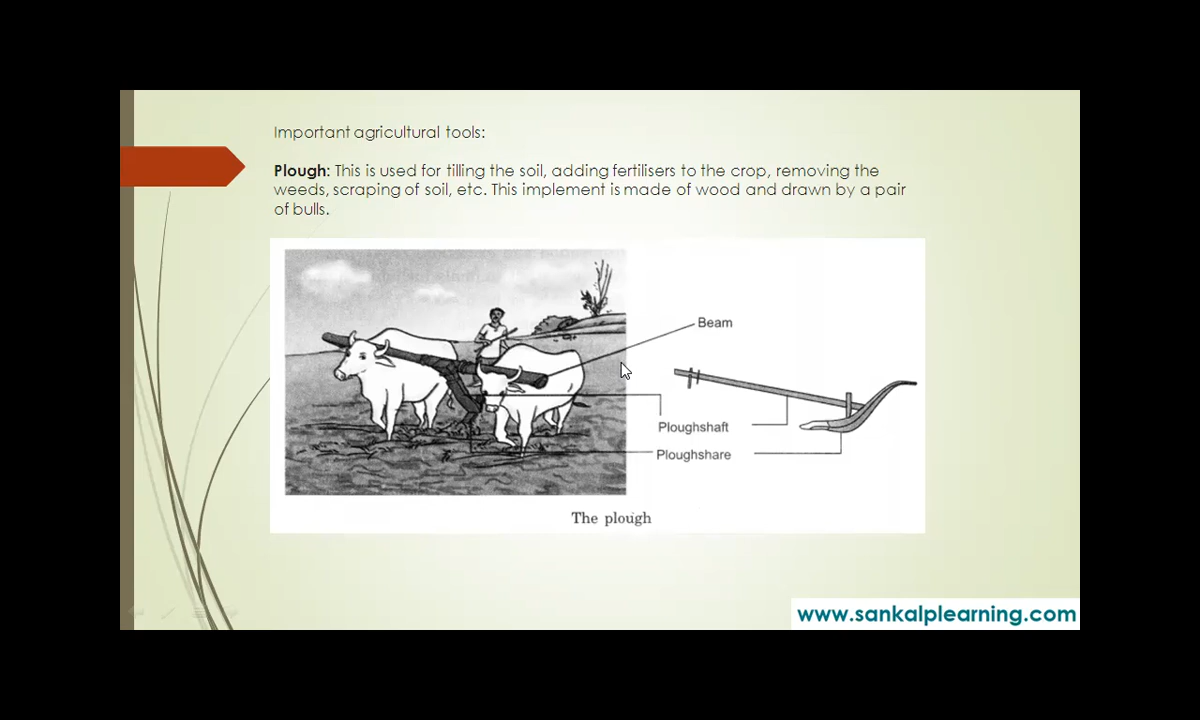 Important agricultural tools:
Plough: This is used for tilling the soil, adding fertilisers to the crop, removing the
weeds, scraping of soil, etc. This implement is made of wood and drawn by a pair
of bulls.
Beam
Ploughshaft
Ploughshare
The plough
www.sankalplearning.com